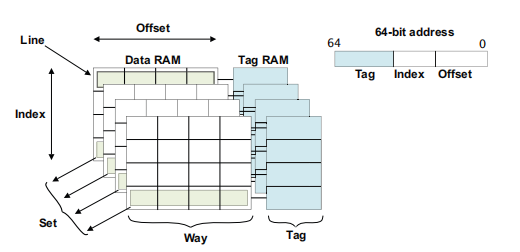 Offset
64-bit address
Line
64
0
Data RAM
Tag RAM
Tag
Index
Offset
Index
Set
Way
Tag